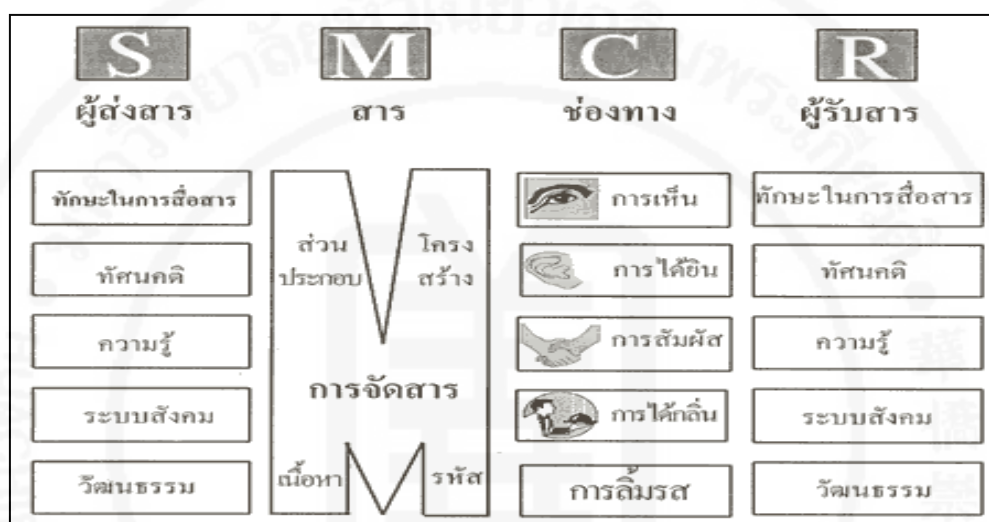 S M C R
ผู้ส่งสาร สาร ช่องทาง ผู้รับสาร
ทักษะในการสื่อสาร
ทัศนคติ
ความรู้
ระบบสังคม
วัฒนธรรม
ส่วน
ประกอบ
โครง
สร้าง
การจัดสาร
เนื้อหา
รหัส
การเห็น
การได้ยิน
การสัมผัส
การได้กลิ่น
การลิ้มรส
ทักษะในการสื่อสาร
ทัศนคติ
ความรู้
ระบบสังคม
วัฒนธรรม